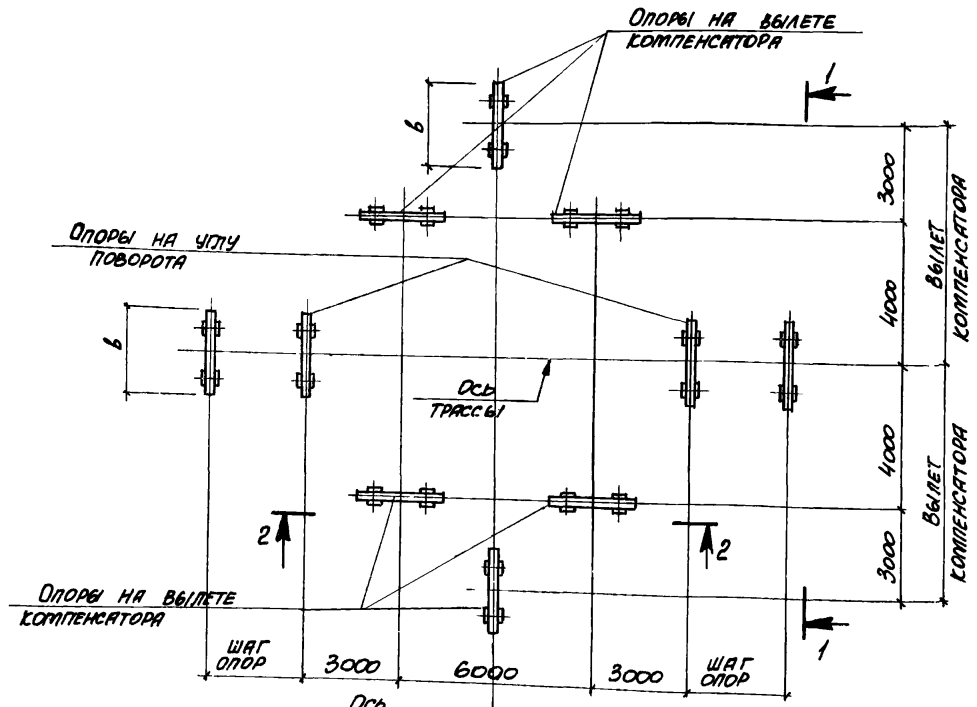 ОПОРЫ НА ВЫЛЕТЕ
КОМПЕНСАТОРА
1
в
3000
ВЫЛЕТ
КОМПЕНСАТОРА
ОПОРЫ НА УГЛУ
ПОВОРОТА
4000
в
ОСЬ
ТРАССЫ
4000
ВЫЛЕТ
КОМПЕНСАТОРА
2
2
3000
ОПОРЫ НА ВЫЛЕТЕ
КОМПЕНСАТОРА
1
ШАГ
ОПОР
3000
6000
3000
ШАГ
ОПОР
Ось